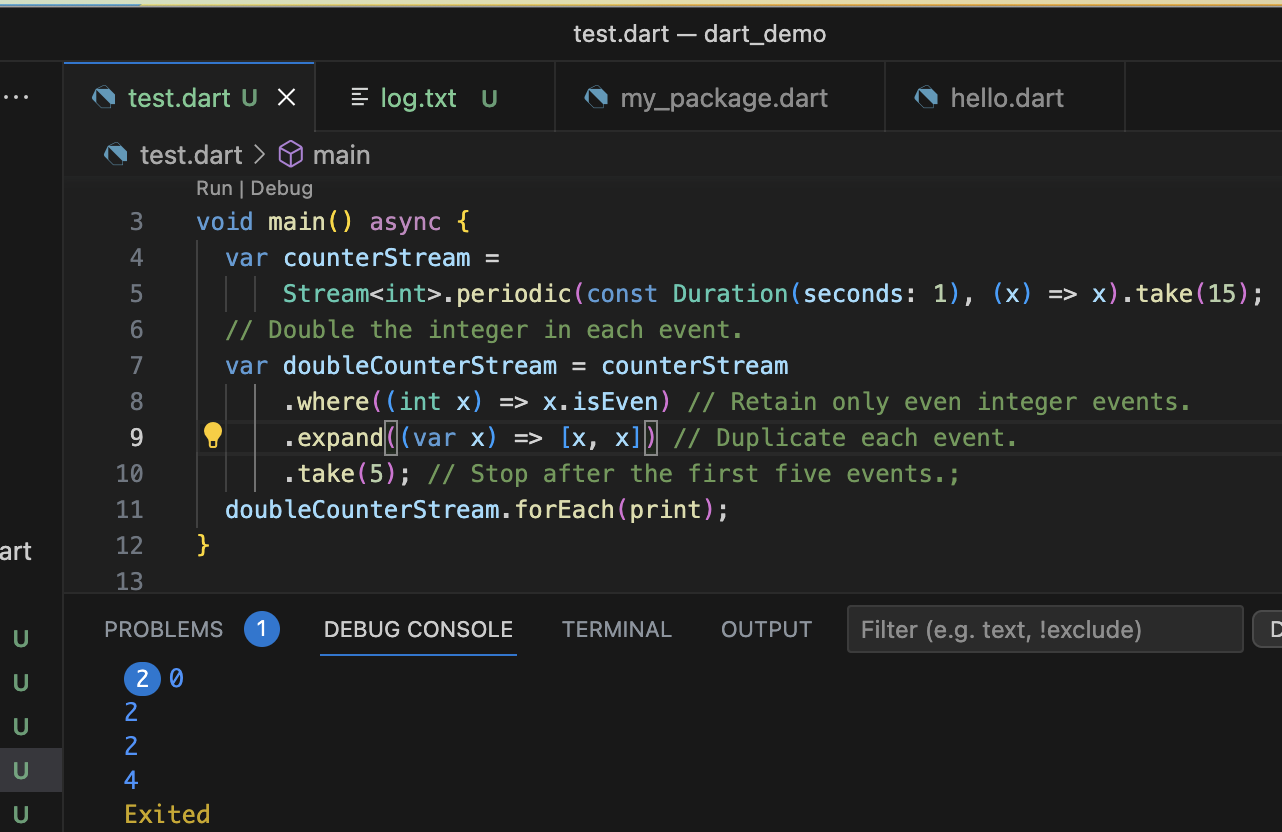 test.dart — dart_demo
... test.dart U log.txt U my_package.dart hello.dart
test.dart > main
Run | Debug
3 void main() async {
4 var counterStream =
5 Stream<int>.periodic(const Duration(seconds: 1), (x) => x).take(15);
6 // Double the integer in each event.
7 var doubleCounterStream = counterStream
8 .where((int x) => x.isEven) // Retain only even integer events.
9 .expand((var x) => [x, x]) // Duplicate each event.
10 .take(5); // Stop after the first five events.;
11 doubleCounterStream.forEach(print);
12 }
13
art
PROBLEMS 1 DEBUG CONSOLE TERMINAL OUTPUT Filter (e.g. text, !exclude) D
U
2 0
U
2
U
2
U
4
U
Exited